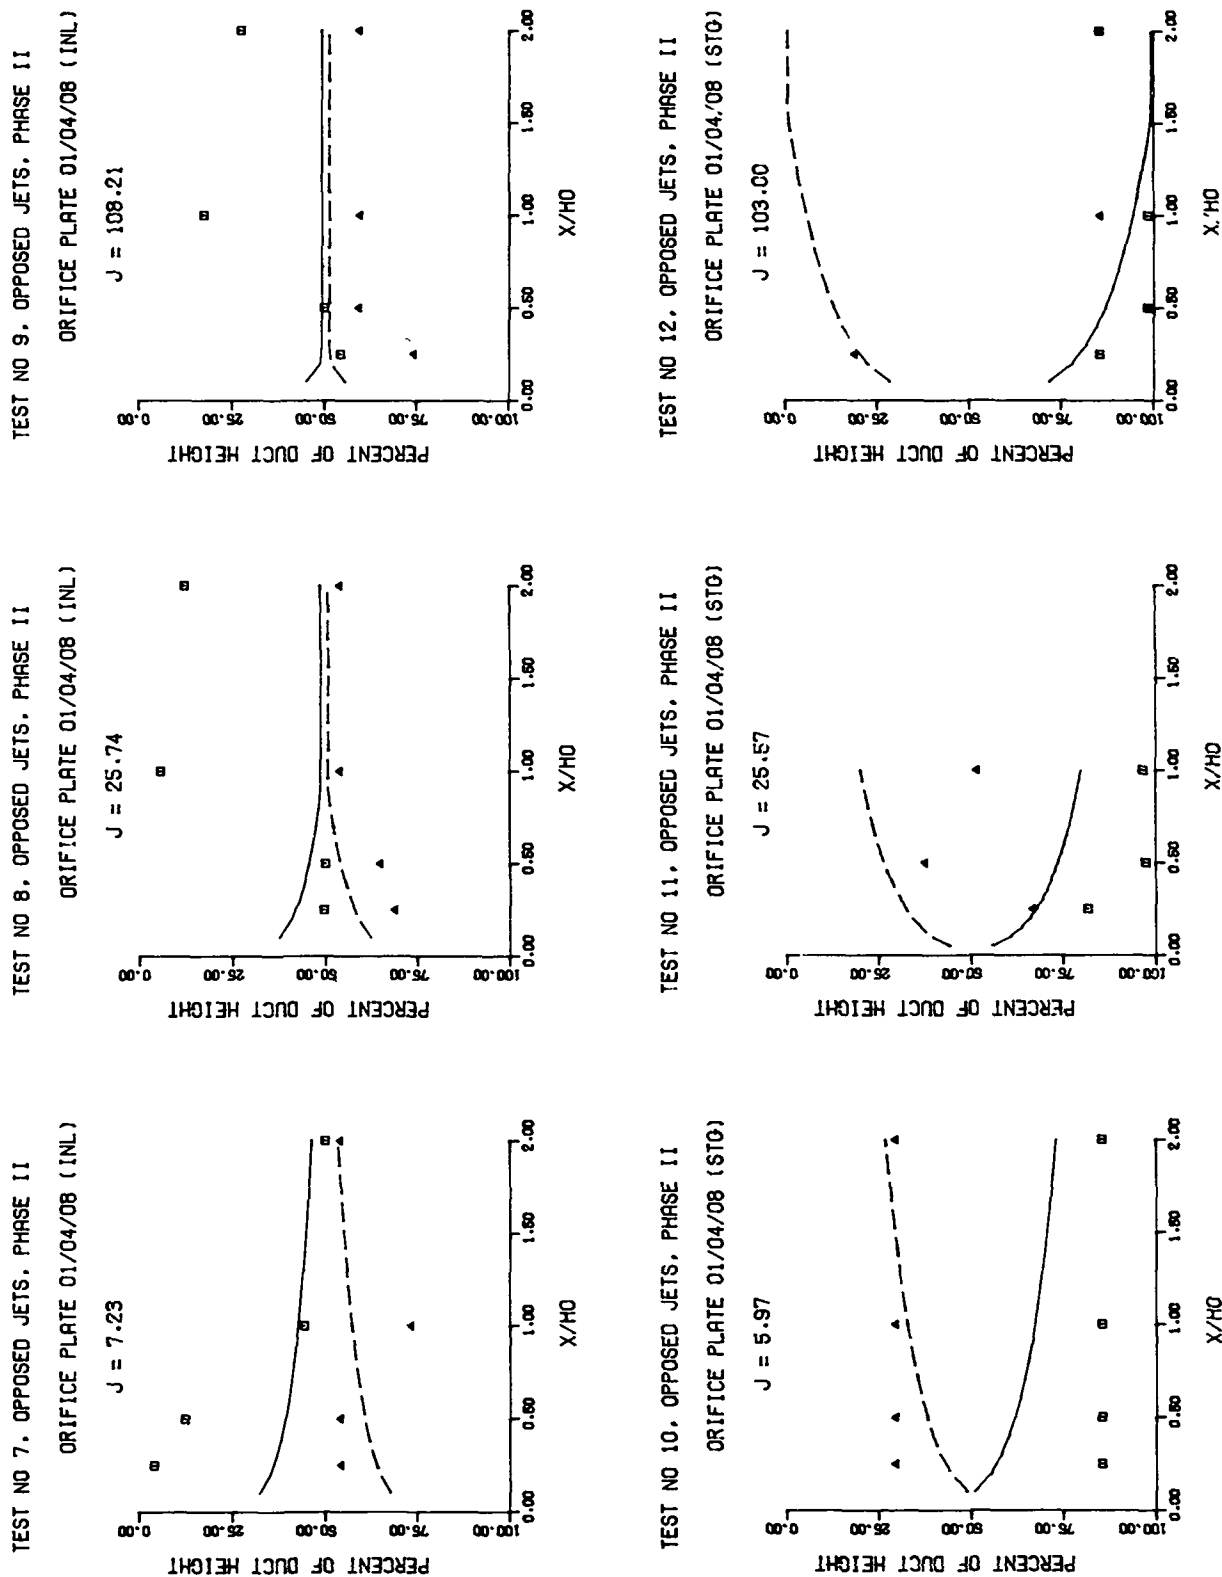 TEST NO 7, OPPOSED JETS, PHASE II
ORIFICE PLATE 01/04/08 (INL)
J = 7.23
PERCENT OF DUCT HEIGHT
0.00
25.00
50.00
75.00
100.00
0.00
0.50
1.00
1.50
2.00
X/HO
TEST NO 8, OPPOSED JETS, PHASE II
ORIFICE PLATE 01/04/08 (INL)
J = 25.74
PERCENT OF DUCT HEIGHT
0.00
25.00
50.00
75.00
100.00
0.00
0.50
1.00
1.50
2.00
X/HO
TEST NO 9, OPPOSED JETS, PHASE II
ORIFICE PLATE 01/04/08 (INL)
J = 108.21
PERCENT OF DUCT HEIGHT
0.00
25.00
50.00
75.00
100.00
0.00
0.50
1.00
1.50
2.00
X/HO
TEST NO 10, OPPOSED JETS, PHASE II
ORIFICE PLATE 01/04/08 (STG)
J = 5.97
PERCENT OF DUCT HEIGHT
0.00
25.00
50.00
75.00
100.00
0.00
0.50
1.00
1.50
2.00
X/HO
TEST NO 11, OPPOSED JETS, PHASE II
ORIFICE PLATE 01/04/08 (STG)
J = 25.57
PERCENT OF DUCT HEIGHT
0.00
25.00
50.00
75.00
100.00
0.00
0.50
1.00
1.50
2.00
X/HO
TEST NO 12, OPPOSED JETS, PHASE II
ORIFICE PLATE 01/04/08 (STG)
J = 103.00
PERCENT OF DUCT HEIGHT
0.00
25.00
50.00
75.00
100.00
0.00
0.50
1.00
1.50
2.00
X/HO